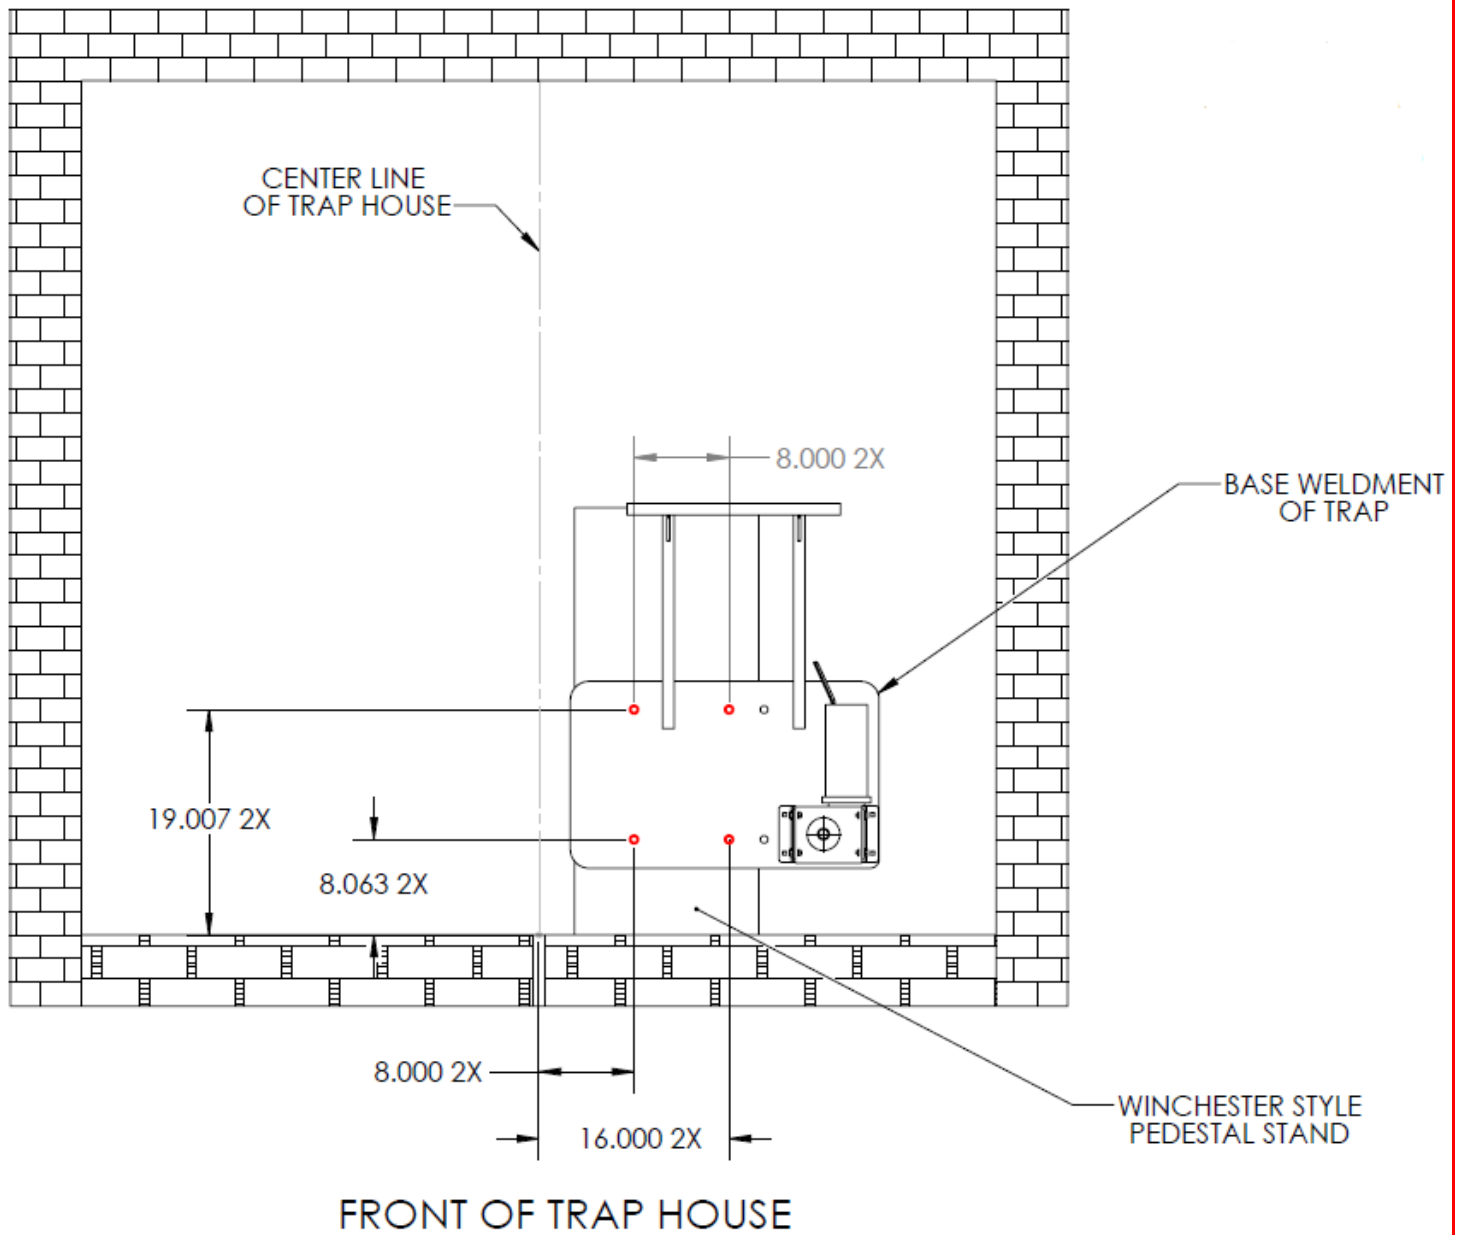 CENTER LINE
OF TRAP HOUSE
8.000 2X
BASE WELDMENT
OF TRAP
19.007 2X
8.063 2X
8.000 2X
16.000 2X
WINCHESTER STYLE
PEDESTAL STAND
FRONT OF TRAP HOUSE